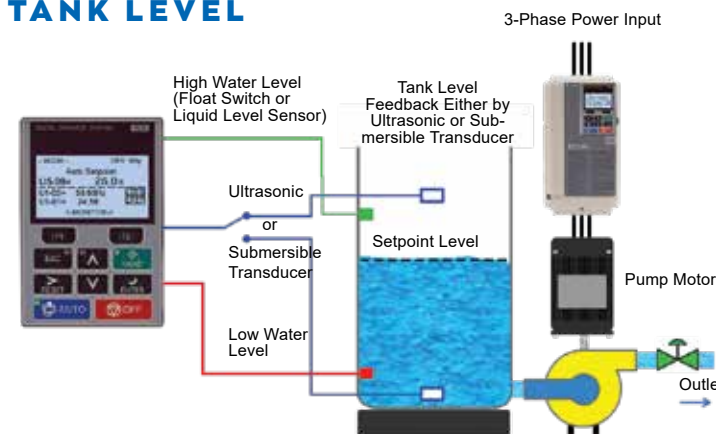 TANK LEVEL
3-Phase Power Input
High Water Level
(Float Switch or
Liquid Level Sensor)
Tank Level
Feedback Either by
Ultrasonic or Sub-
mersible Transducer
Ultrasonic
or
Submersible
Transducer
Setpoint Level
Pump Motor
Low Water
Level
Outle
AUTO
OFF